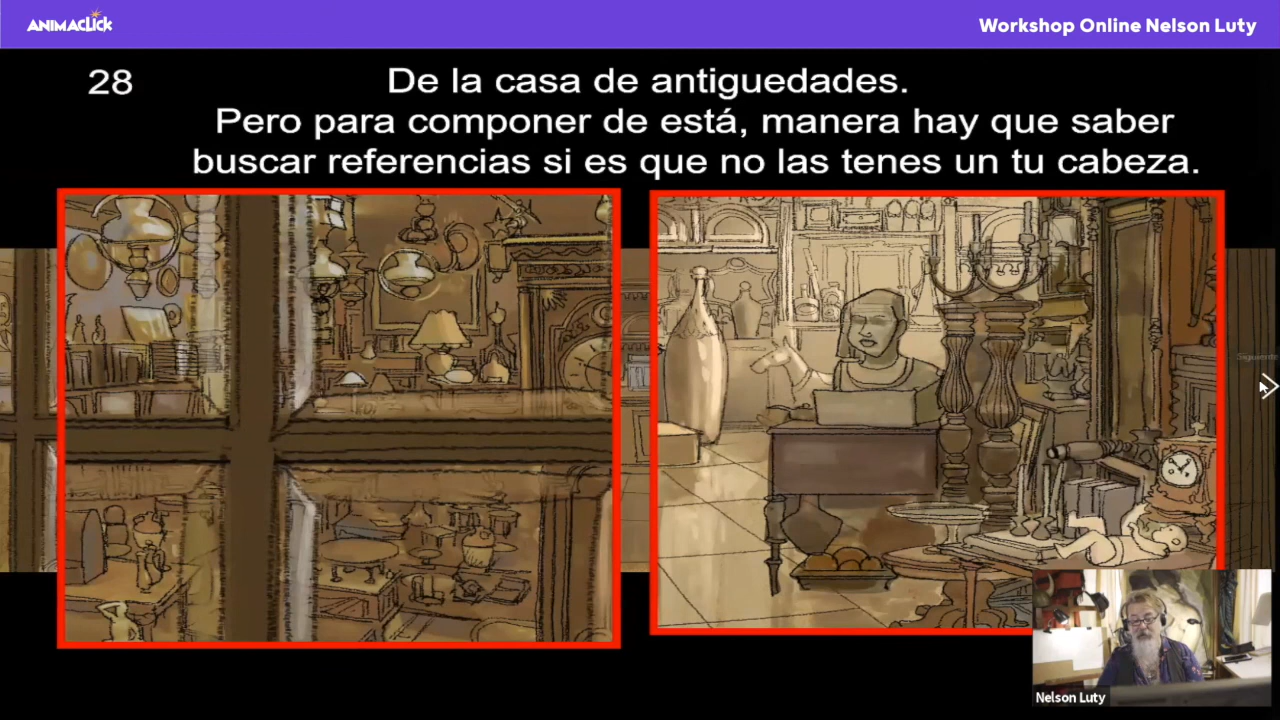 ANIMACLICK
Workshop Online Nelson Luty
28
De la casa de antiguedades.
Pero para componer de está, manera hay que saber
buscar referencias si es que no las tenes un tu cabeza.
Siguiente
Nelson Luty